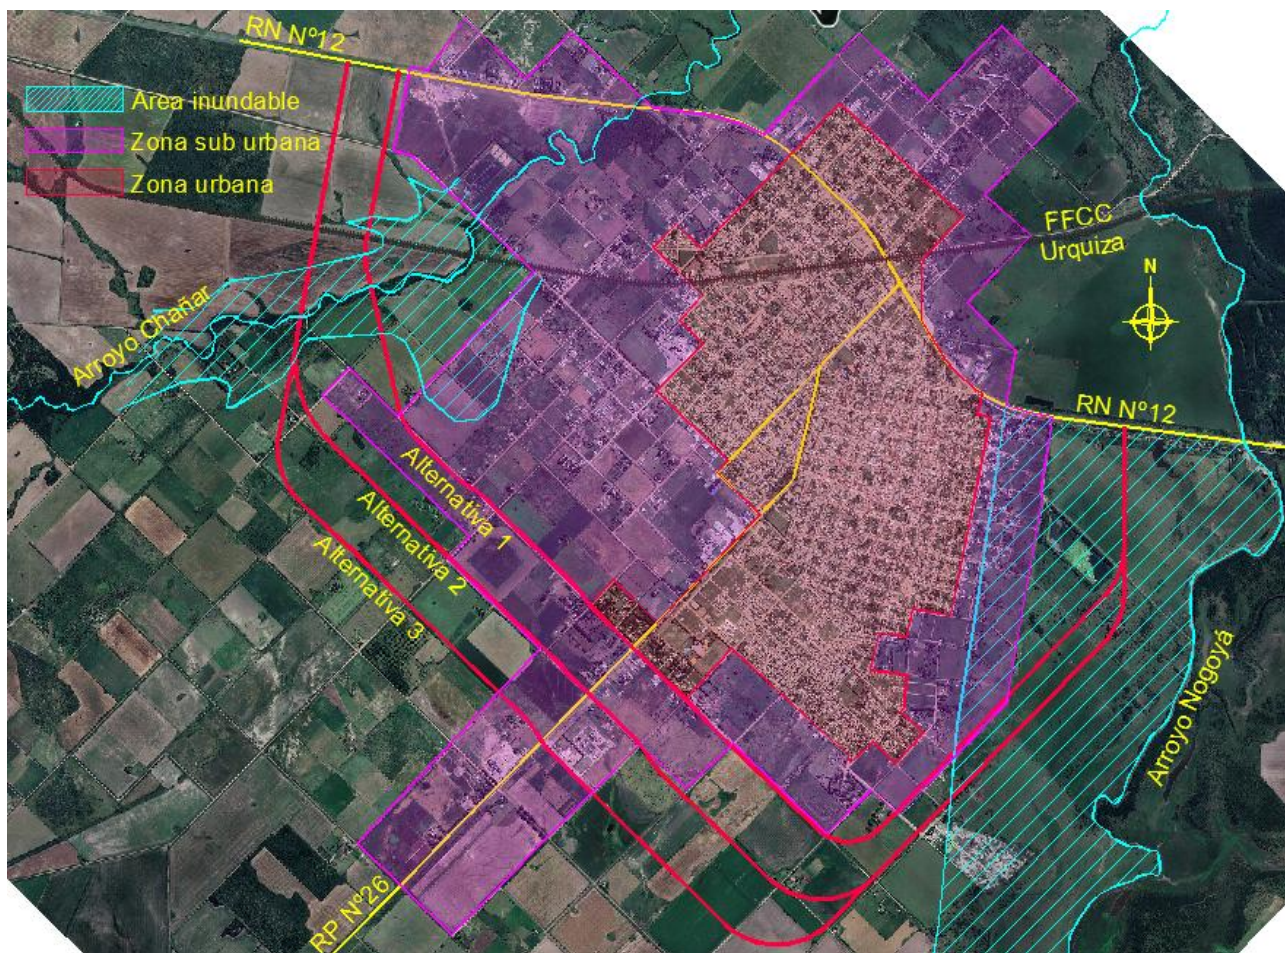 RN Nº12
Area inundable
Zona sub urbana
Zona urbana
FFCC
Urquiza
N
Arroyo Chañar
RN Nº12
Alternativa 1
Alternativa 2
Alternativa 3
Arroyo Nogoyá
RP Nº26